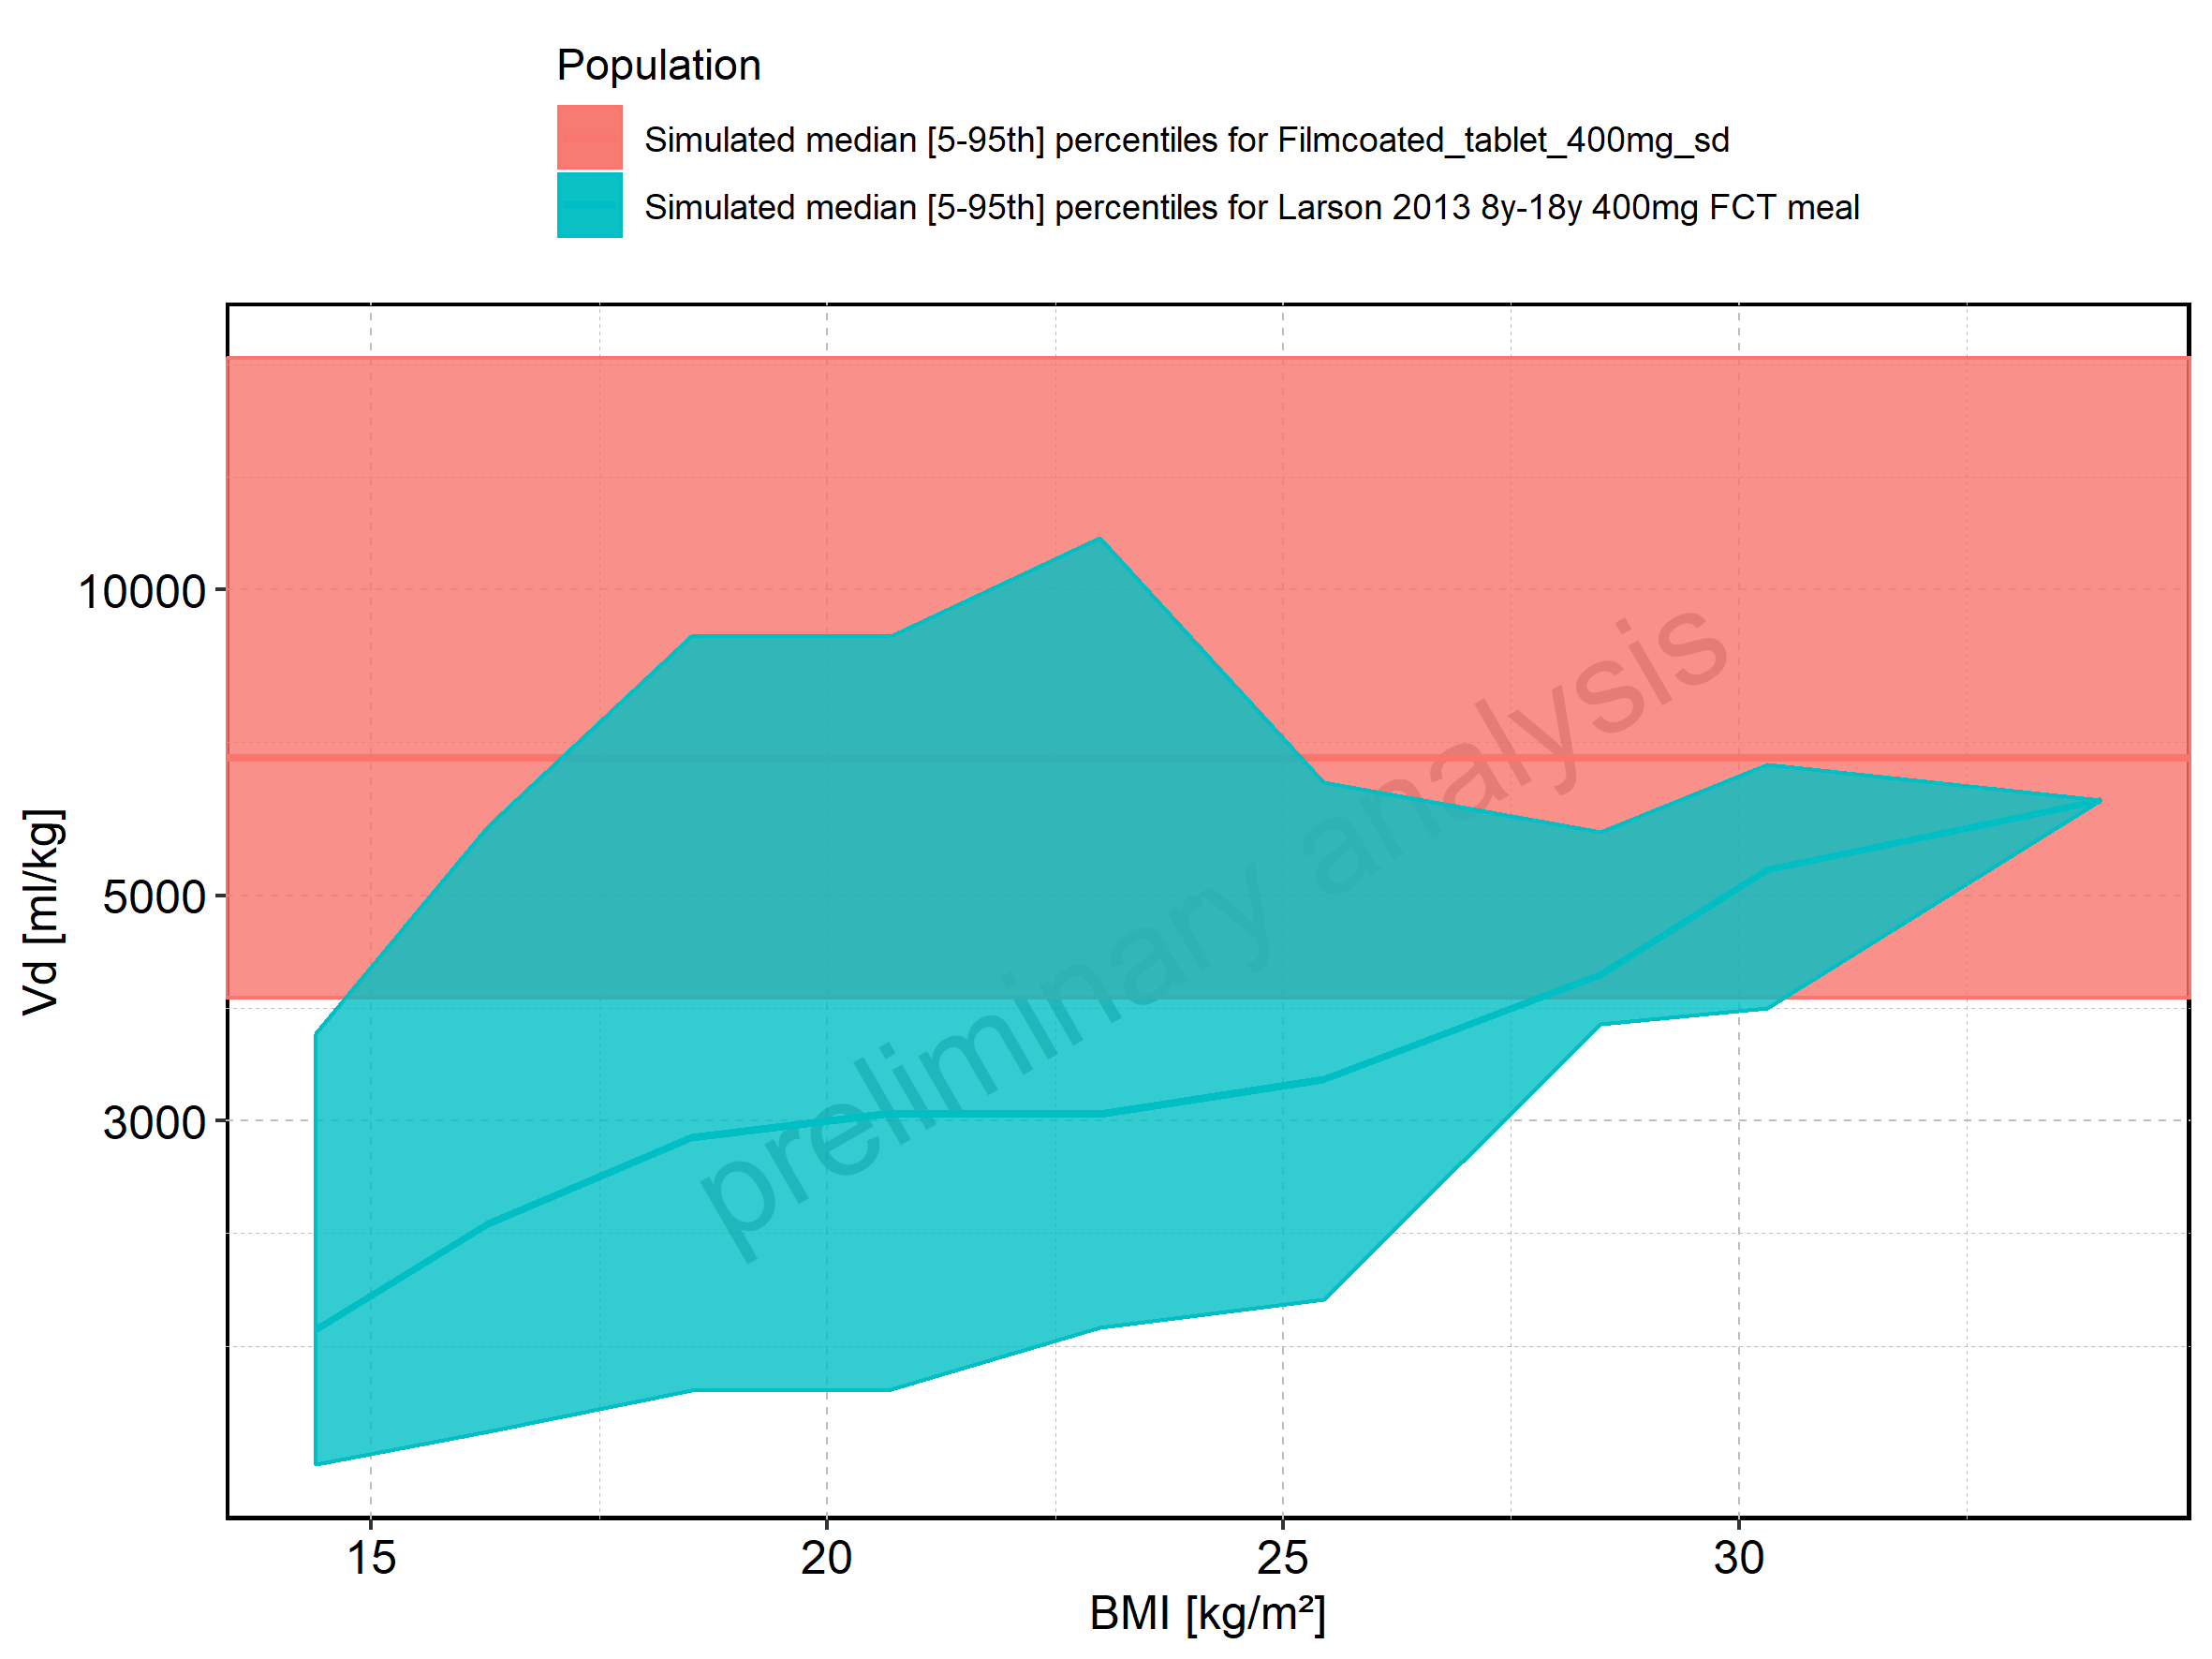 Population
Simulated median [5-95th] percentiles for Filmcoated_tablet_400mg_sd
Simulated median [5-95th] percentiles for Larson 2013 8y-18y 400mg FCT meal
10000
5000
3000
Vd [ml/kg]
preliminary analysis
15
20
25
30
BMI [kg/m²]